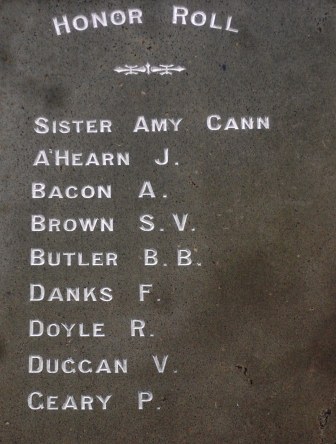 HONOR ROLL
SISTER AMY CANN
A'HEARN J.
BACON A.
BROWN S. V.
BUTLER B. B.
DANKS F.
DOYLE R.
DUGGAN V.
GEARY P.